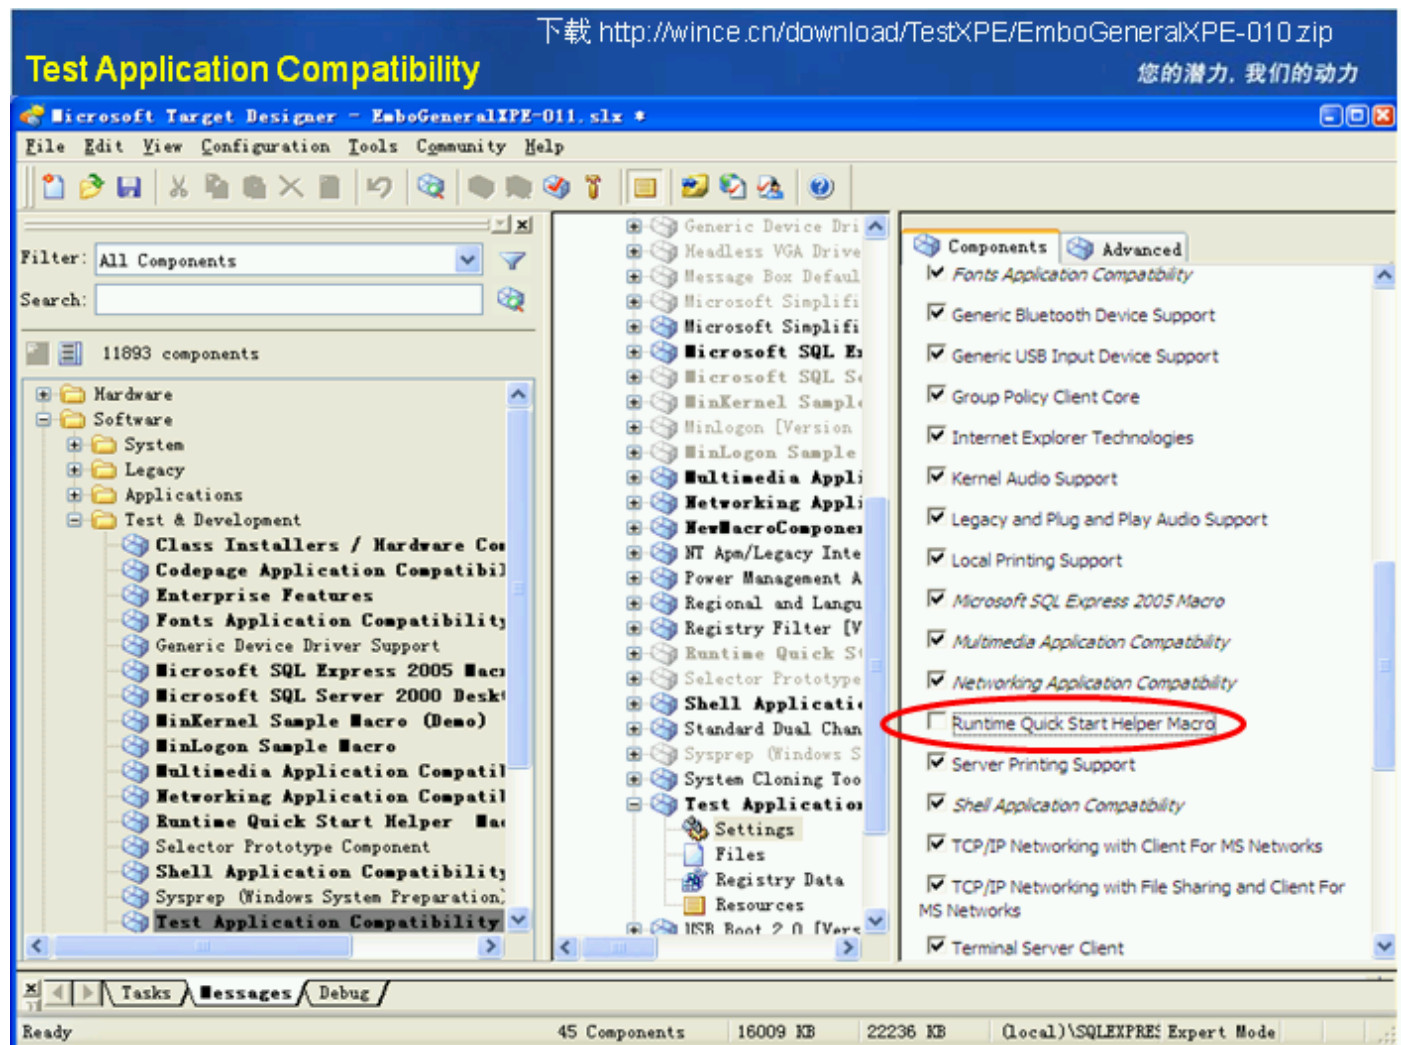 下载 http://wince.cn/download/TestXPE/EmboGeneralXPE-010.zip
Test Application Compatibility
您的潜力, 我们的动力
Microsoft Target Designer - EmboGeneralXPE-011.slx *
File Edit View Configuration Tools Community Help
Filter: All Components
Search:
11893 components
Hardware
Software
System
Legacy
Applications
Test & Development
Class Installers / Hardware Com
Codepage Application Compatibil
Enterprise Features
Fonts Application Compatibility
Generic Device Driver Support
Microsoft SQL Express 2005 Macr
Microsoft SQL Server 2000 Deskt
MinKernel Sample Macro (Demo)
MinLogon Sample Macro
Multimedia Application Compatil
Networking Application Compatil
Runtime Quick Start Helper Mac
Selector Prototype Component
Shell Application Compatibility
Sysprep (Windows System Preparation)
Test Application Compatibility
Generic Device Dri
Headless VGA Drive
Message Box Defaul
Microsoft Simplifi
Microsoft Simplifi
Microsoft SQL Ex
Microsoft SQL Se
MinKernel Sample
Minlogon [Version
MinLogon Sample
Multimedia Appli
Networking Appli
NewMacroComponen
NT Apm/Legacy Inte
Power Management A
Regional and Langu
Registry Filter [V
Runtime Quick St
Selector Prototype
Shell Applicatio
Standard Dual Chan
Sysprep (Windows S
System Cloning Too
Test Application
Settings
Files
Registry Data
Resources
USB Boot 2.0 [Vers
Components Advanced
Fonts Application Compatibility
Generic Bluetooth Device Support
Generic USB Input Device Support
Group Policy Client Core
Internet Explorer Technologies
Kernel Audio Support
Legacy and Plug and Play Audio Support
Local Printing Support
Microsoft SQL Express 2005 Macro
Multimedia Application Compatibility
Networking Application Compatibility
Runtime Quick Start Helper Macro
Server Printing Support
Shell Application Compatibility
TCP/IP Networking with Client For MS Networks
TCP/IP Networking with File Sharing and Client For
MS Networks
Terminal Server Client
Tasks Messages Debug
Ready 45 Components 16009 KB 22236 KB (local)\SQLEXPRES Expert Mode